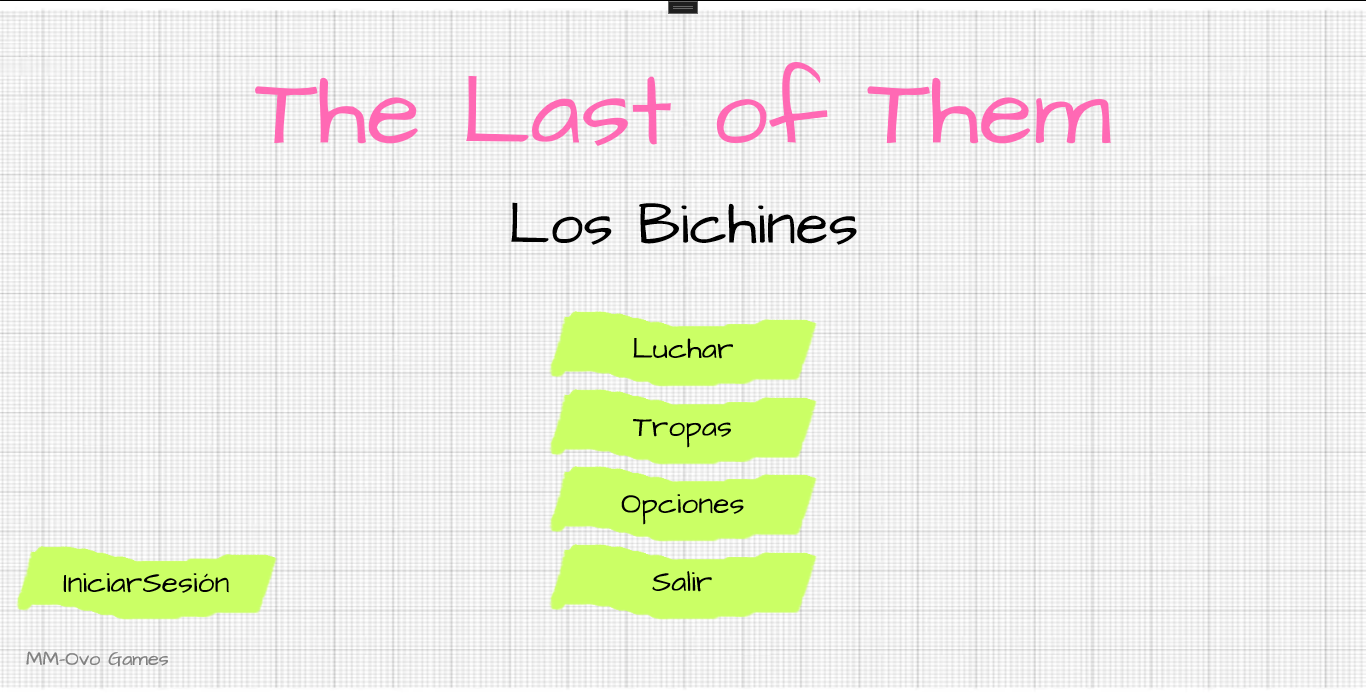 The Last of Them
Los Bichines
Luchar
Tropas
Opciones
Salir
IniciarSesión
MM-Ovo Games